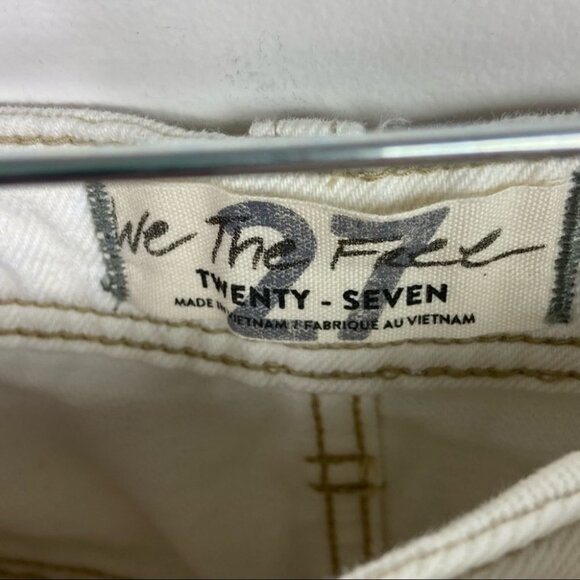 We The Free
27
TWENTY - SEVEN
MADE IN VIETNAM / FABRIQUE AU VIETNAM